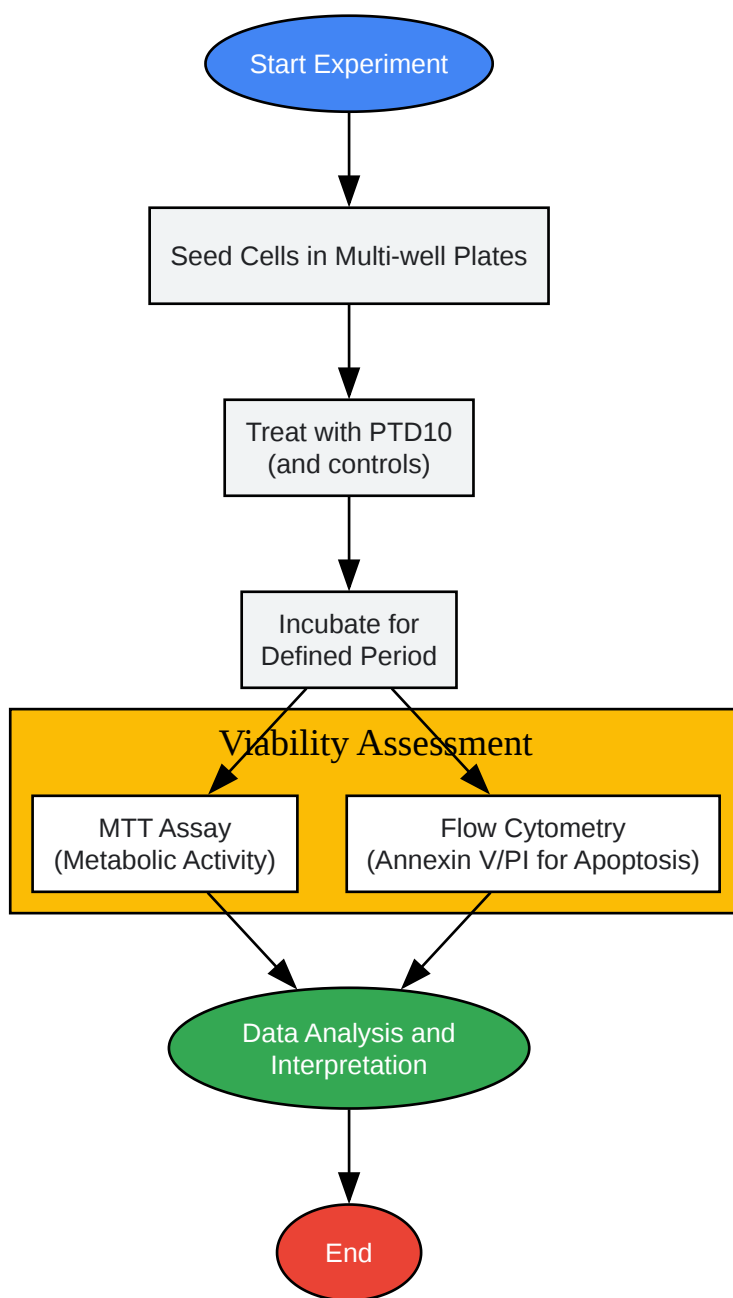 Start Experiment
Seed Cells in Multi-well Plates
Treat with PTD10
(and controls)
Incubate for
Defined Period
Viability Assessment
MTT Assay
(Metabolic Activity)
Flow Cytometry
(Annexin V/PI for Apoptosis)
Data Analysis and
Interpretation
End